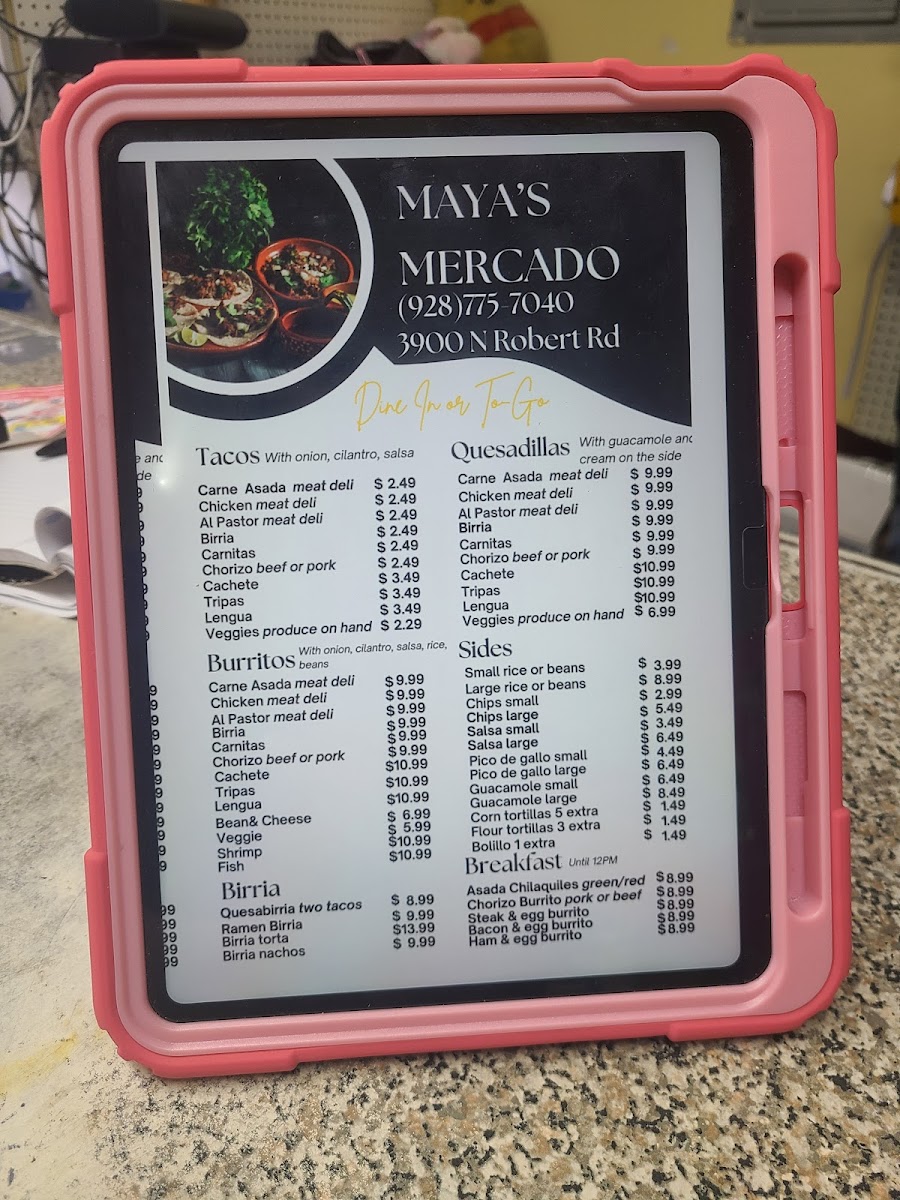 MAYA'S
MERCADO
(928)775-7040
3900 N Robert Rd
Dine In or To-Go
Tacos With onion, cilantro, salsa
Carne Asada meat deli $ 2.49
Chicken meat deli $ 2.49
Al Pastor meat deli $ 2.49
Birria $ 2.49
Carnitas $ 2.49
Chorizo beef or pork $ 2.49
Cachete $ 3.49
Tripas $ 3.49
Lengua $ 3.49
Veggies produce on hand $ 2.29
Burritos With onion, cilantro, salsa, rice,
beans
Carne Asada meat deli $9.99
Chicken meat deli $9.99
Al Pastor meat deli $9.99
Birria $9.99
Carnitas $9.99
Chorizo beef or pork $9.99
Cachete $10.99
Tripas $10.99
Lengua $10.99
Bean& Cheese $ 6.99
Veggie $ 5.99
Shrimp $10.99
Fish $10.99
Birria
Quesabirria two tacos $ 8.99
Ramen Birria $ 9.99
Birria torta $13.99
Birria nachos $ 9.99
Quesadillas With guacamole and
cream on the side
Carne Asada meat deli $ 9.99
Chicken meat deli $ 9.99
Al Pastor meat deli $ 9.99
Birria $ 9.99
Carnitas $ 9.99
Chorizo beef or pork $ 9.99
Cachete $10.99
Tripas $10.99
Lengua $10.99
Veggies produce on hand $ 6.99
Sides
Small rice or beans $ 3.99
Large rice or beans $ 8.99
Chips small $ 2.99
Chips large $ 5.49
Salsa small $ 3.49
Salsa large $ 6.49
Pico de gallo small $ 4.49
Pico de gallo large $ 6.49
Guacamole small $ 6.49
Guacamole large $ 8.49
Corn tortillas 5 extra $ 1.49
Flour tortillas 3 extra $ 1.49
Bolillo 1 extra $ 1.49
Breakfast Until 12PM
Asada Chilaquiles green/red $8.99
Chorizo Burrito pork or beef $8.99
Steak & egg burrito $8.99
Bacon & egg burrito $8.99
Ham & egg burrito $8.99